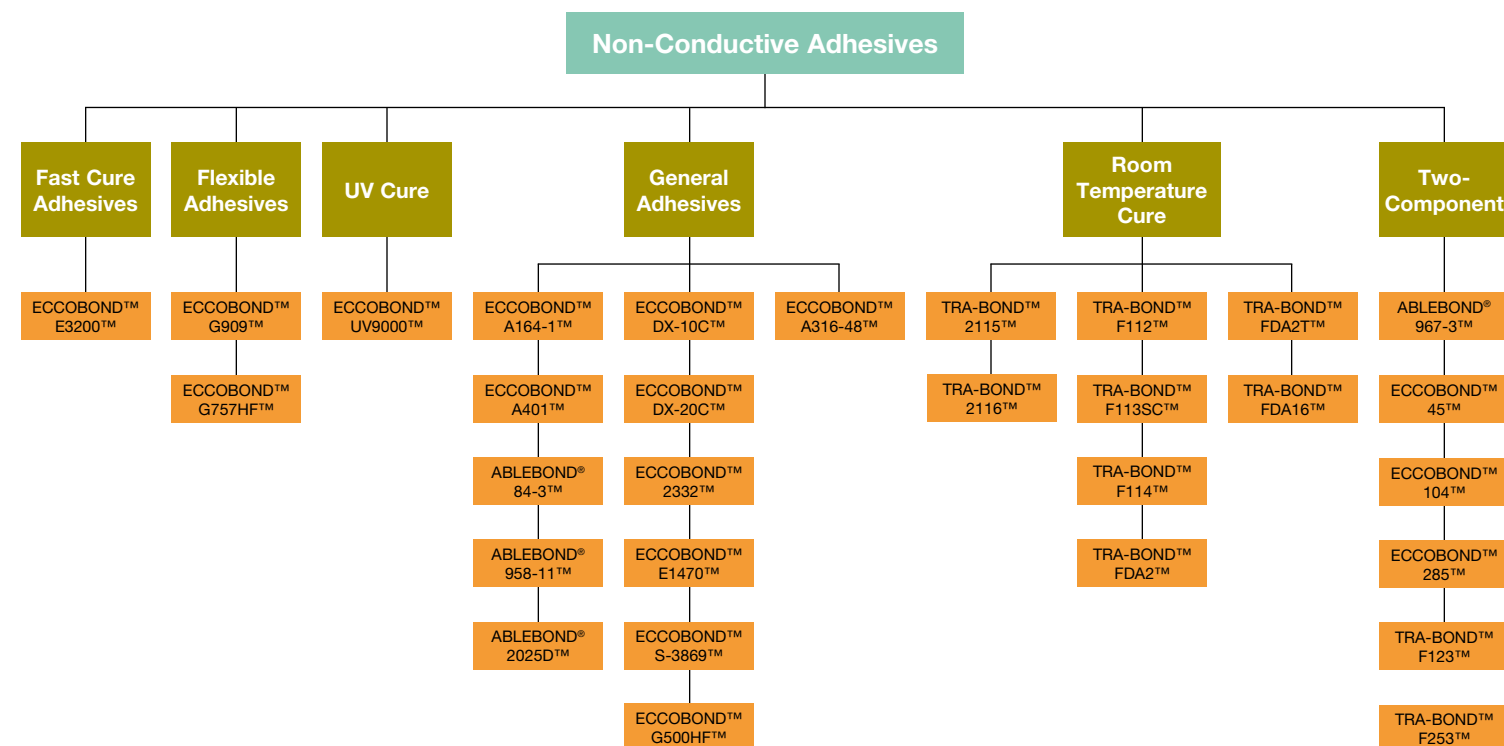 Non-Conductive Adhesives
Fast Cure
Adhesives
Flexible
Adhesives
UV Cure
General
Adhesives
Room
Temperature
Cure
Two-
Component
ECCOBOND™
E3200™
ECCOBOND™
G909™
ECCOBOND™
G757HF™
ECCOBOND™
UV9000™
ECCOBOND™
A164-1™
ECCOBOND™
A401™
ABLEBOND®
84-3™
ABLEBOND®
958-11™
ABLEBOND®
2025D™
ECCOBOND™
DX-10C™
ECCOBOND™
DX-20C™
ECCOBOND™
2332™
ECCOBOND™
E1470™
ECCOBOND™
S-3869™
ECCOBOND™
G500HF™
ECCOBOND™
A316-48™
TRA-BOND™
2115™
TRA-BOND™
2116™
TRA-BOND™
F112™
TRA-BOND™
F113SC™
TRA-BOND™
F114™
TRA-BOND™
FDA2™
TRA-BOND™
FDA2T™
TRA-BOND™
FDA16™
ABLEBOND®
967-3™
ECCOBOND™
45™
ECCOBOND™
104™
ECCOBOND™
285™
TRA-BOND™
F123™
TRA-BOND™
F253™